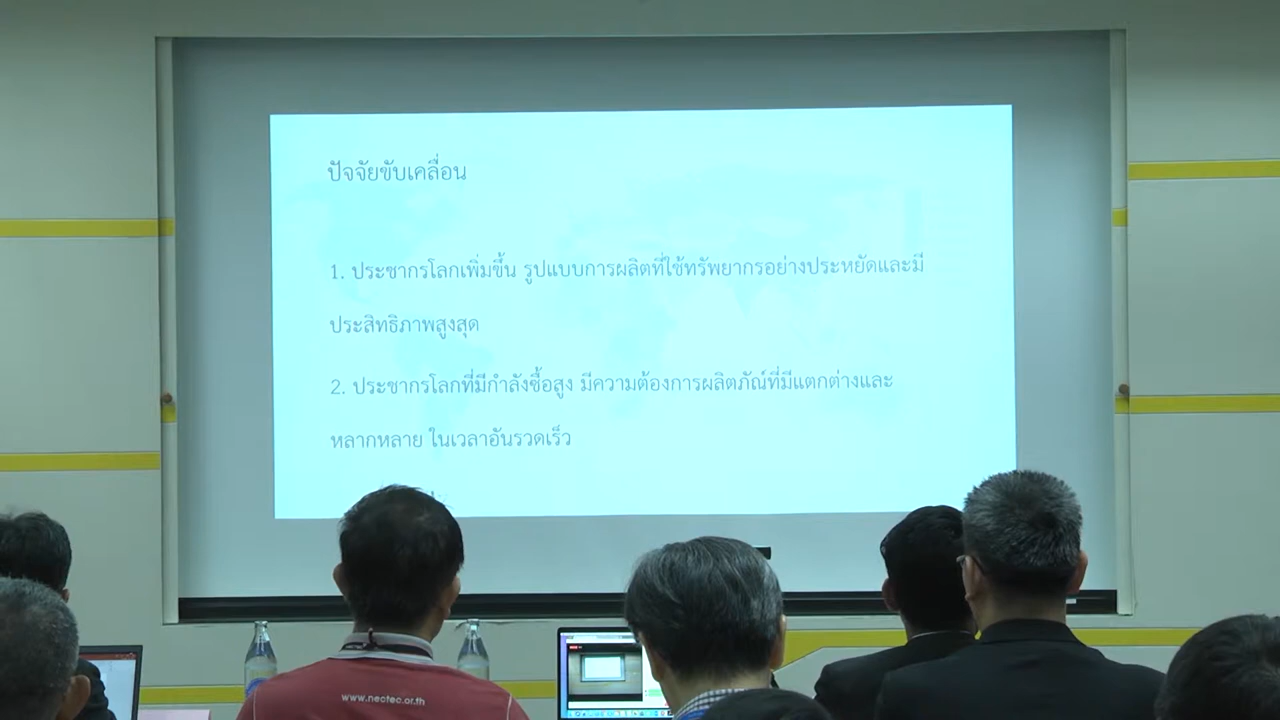 ปัจจัยขับเคลื่อน
1. ประชากรโลกเพิ่มขึ้น รูปแบบการผลิตที่ใช้ทรัพยากรอย่างประหยัดและมี
ประสิทธิภาพสูงสุด
2. ประชากรโลกที่มีกำลังซื้อสูง มีความต้องการผลิตภัณ์ที่มีแตกต่างและ
หลากหลาย ในเวลาอันรวดเร็ว
www.nectec.or.th